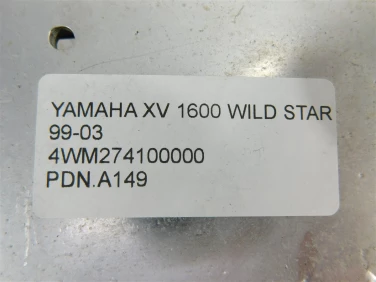 YAMAHA XV 1600 WILD STAR
99-03
4WM274100000
PDN.A149